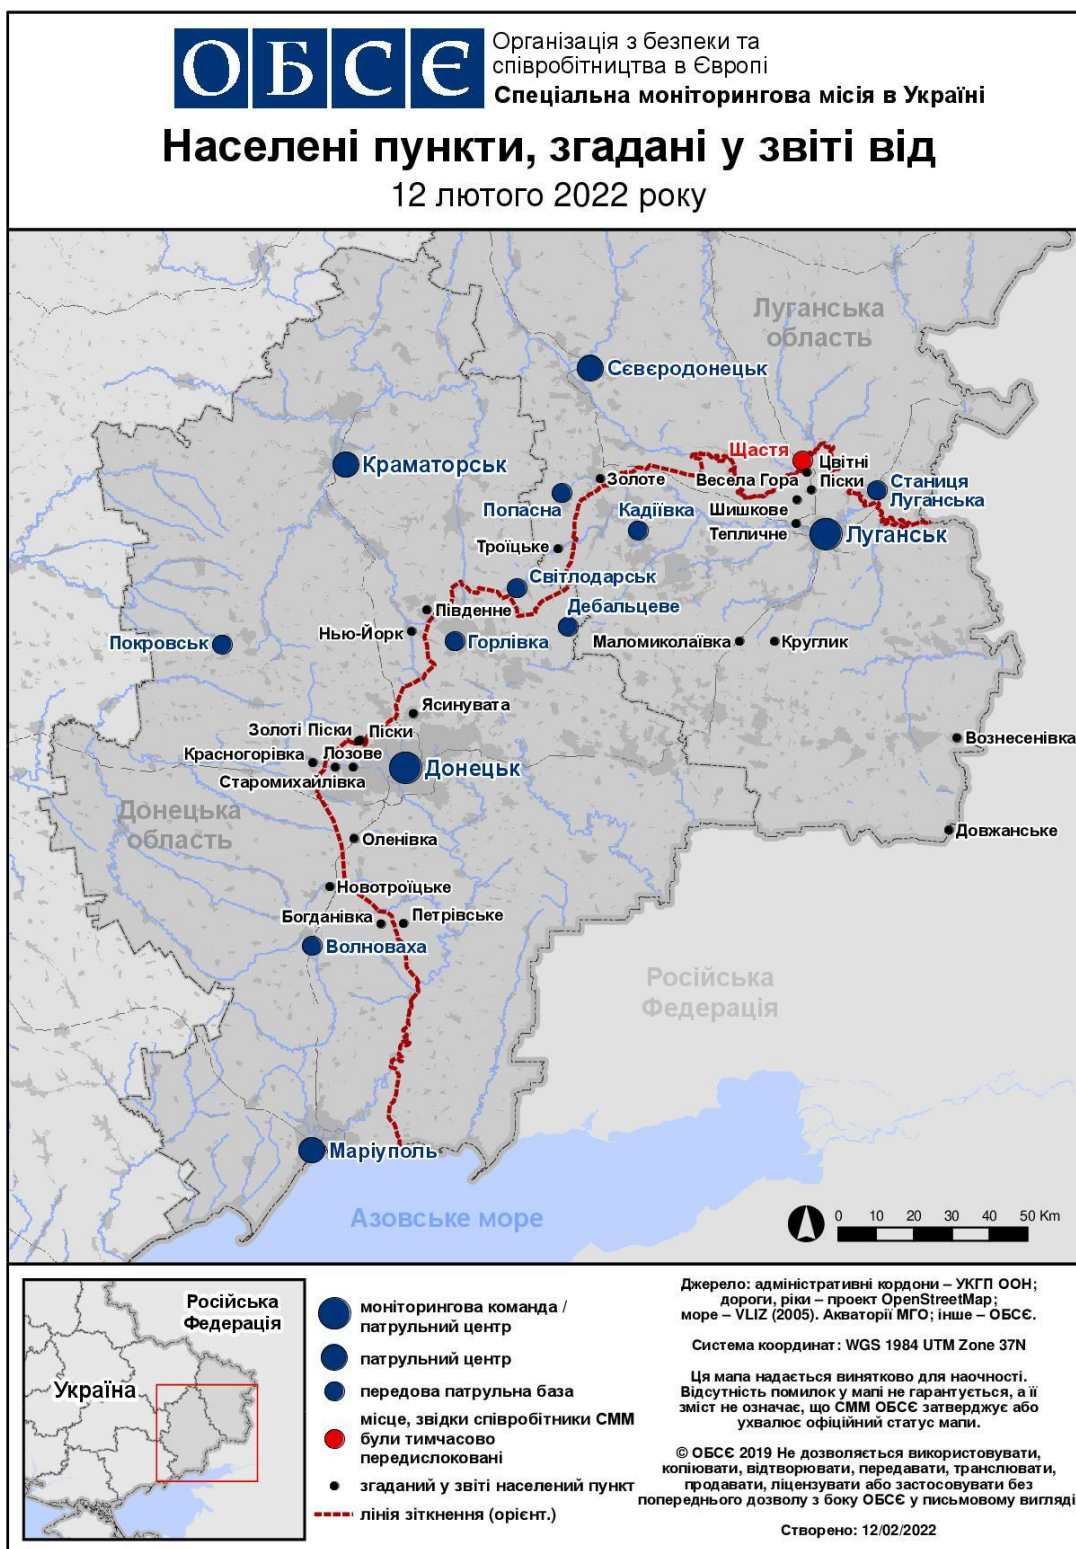 ОБСЄ
Організація з безпеки та
співробітництва в Європі
Спеціальна моніторингова місія в Україні
Населені пункти, згадані у звіті від
12 лютого 2022 року
Луганська
область
Сєвєродонецьк
Щастя
Краматорськ
Золоте
Весела Гора
Цвітні
Піски
Станиця
Луганська
Попасна
Кадіївка
Шишкове
Тепличне
Луганськ
Троїцьке
Світлодарськ
Південне
Дебальцеве
Нью-Йорк
Горлівка
Покровськ
Маломиколаївка
Круглик
Ясинувата
Золоті Піски
Піски
Вознесенівка
Красногорівка
Лозове
Старомихайлівка
Донецьк
Донецька
область
Оленівка
Довжанське
Новотроїцьке
Богданівка
Петрівське
Волноваха
Російська
Федерація
Маріуполь
Азовське море
0 10 20 30 40 50 Km
Російська
Федерація
Україна
моніторингова команда /
патрульний центр
патрульний центр
передова патрульна база
місце, звідки співробітники СММ
були тимчасово
передислоковані
згаданий у звіті населений пункт
лінія зіткнення (орієнт.)
Джерело: адміністративні кордони – УКГП ООН;
дороги, ріки – проект OpenStreetMap;
море – VLIZ (2005). Акваторії МГО; інше – ОБСЄ.
Система координат: WGS 1984 UTM Zone 37N
Ця мапа надається винятково для наочності.
Відсутність помилок у мапі не гарантується, а її
зміст не означає, що СММ ОБСЄ затверджує або
ухвалює офіційний статус мапи.
© ОБСЄ 2019 Не дозволяється використовувати,
копіювати, відтворювати, передавати, транслювати,
продавати, ліцензувати або застосовувати без
попереднього дозволу з боку ОБСЄ у письмовому вигляді
Створено: 12/02/2022